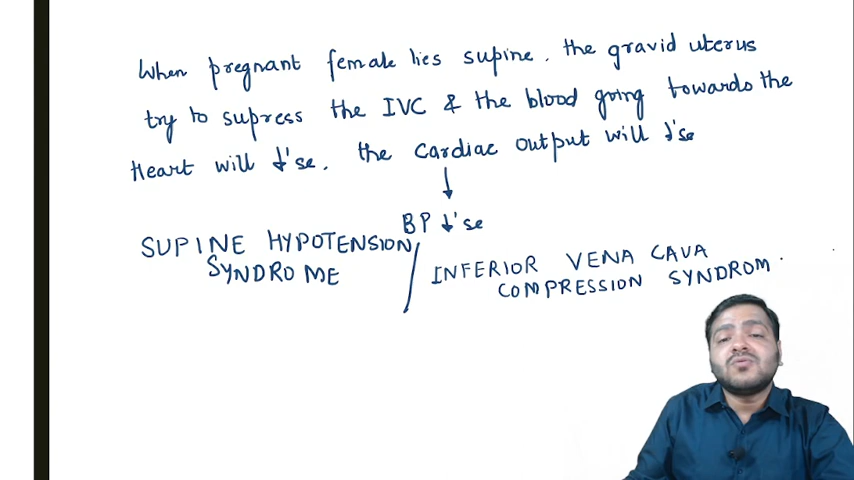 When pregnant female lies supine. the gravid uterus
try to supress the IVC & the blood going towards the
Heart will ↓'se. the cardiac output will ↓'se
↓
BP ↓'se
SUPINE HYPOTENSION / INFERIOR VENA CAVA
SYNDROME COMPRESSION SYNDROM.